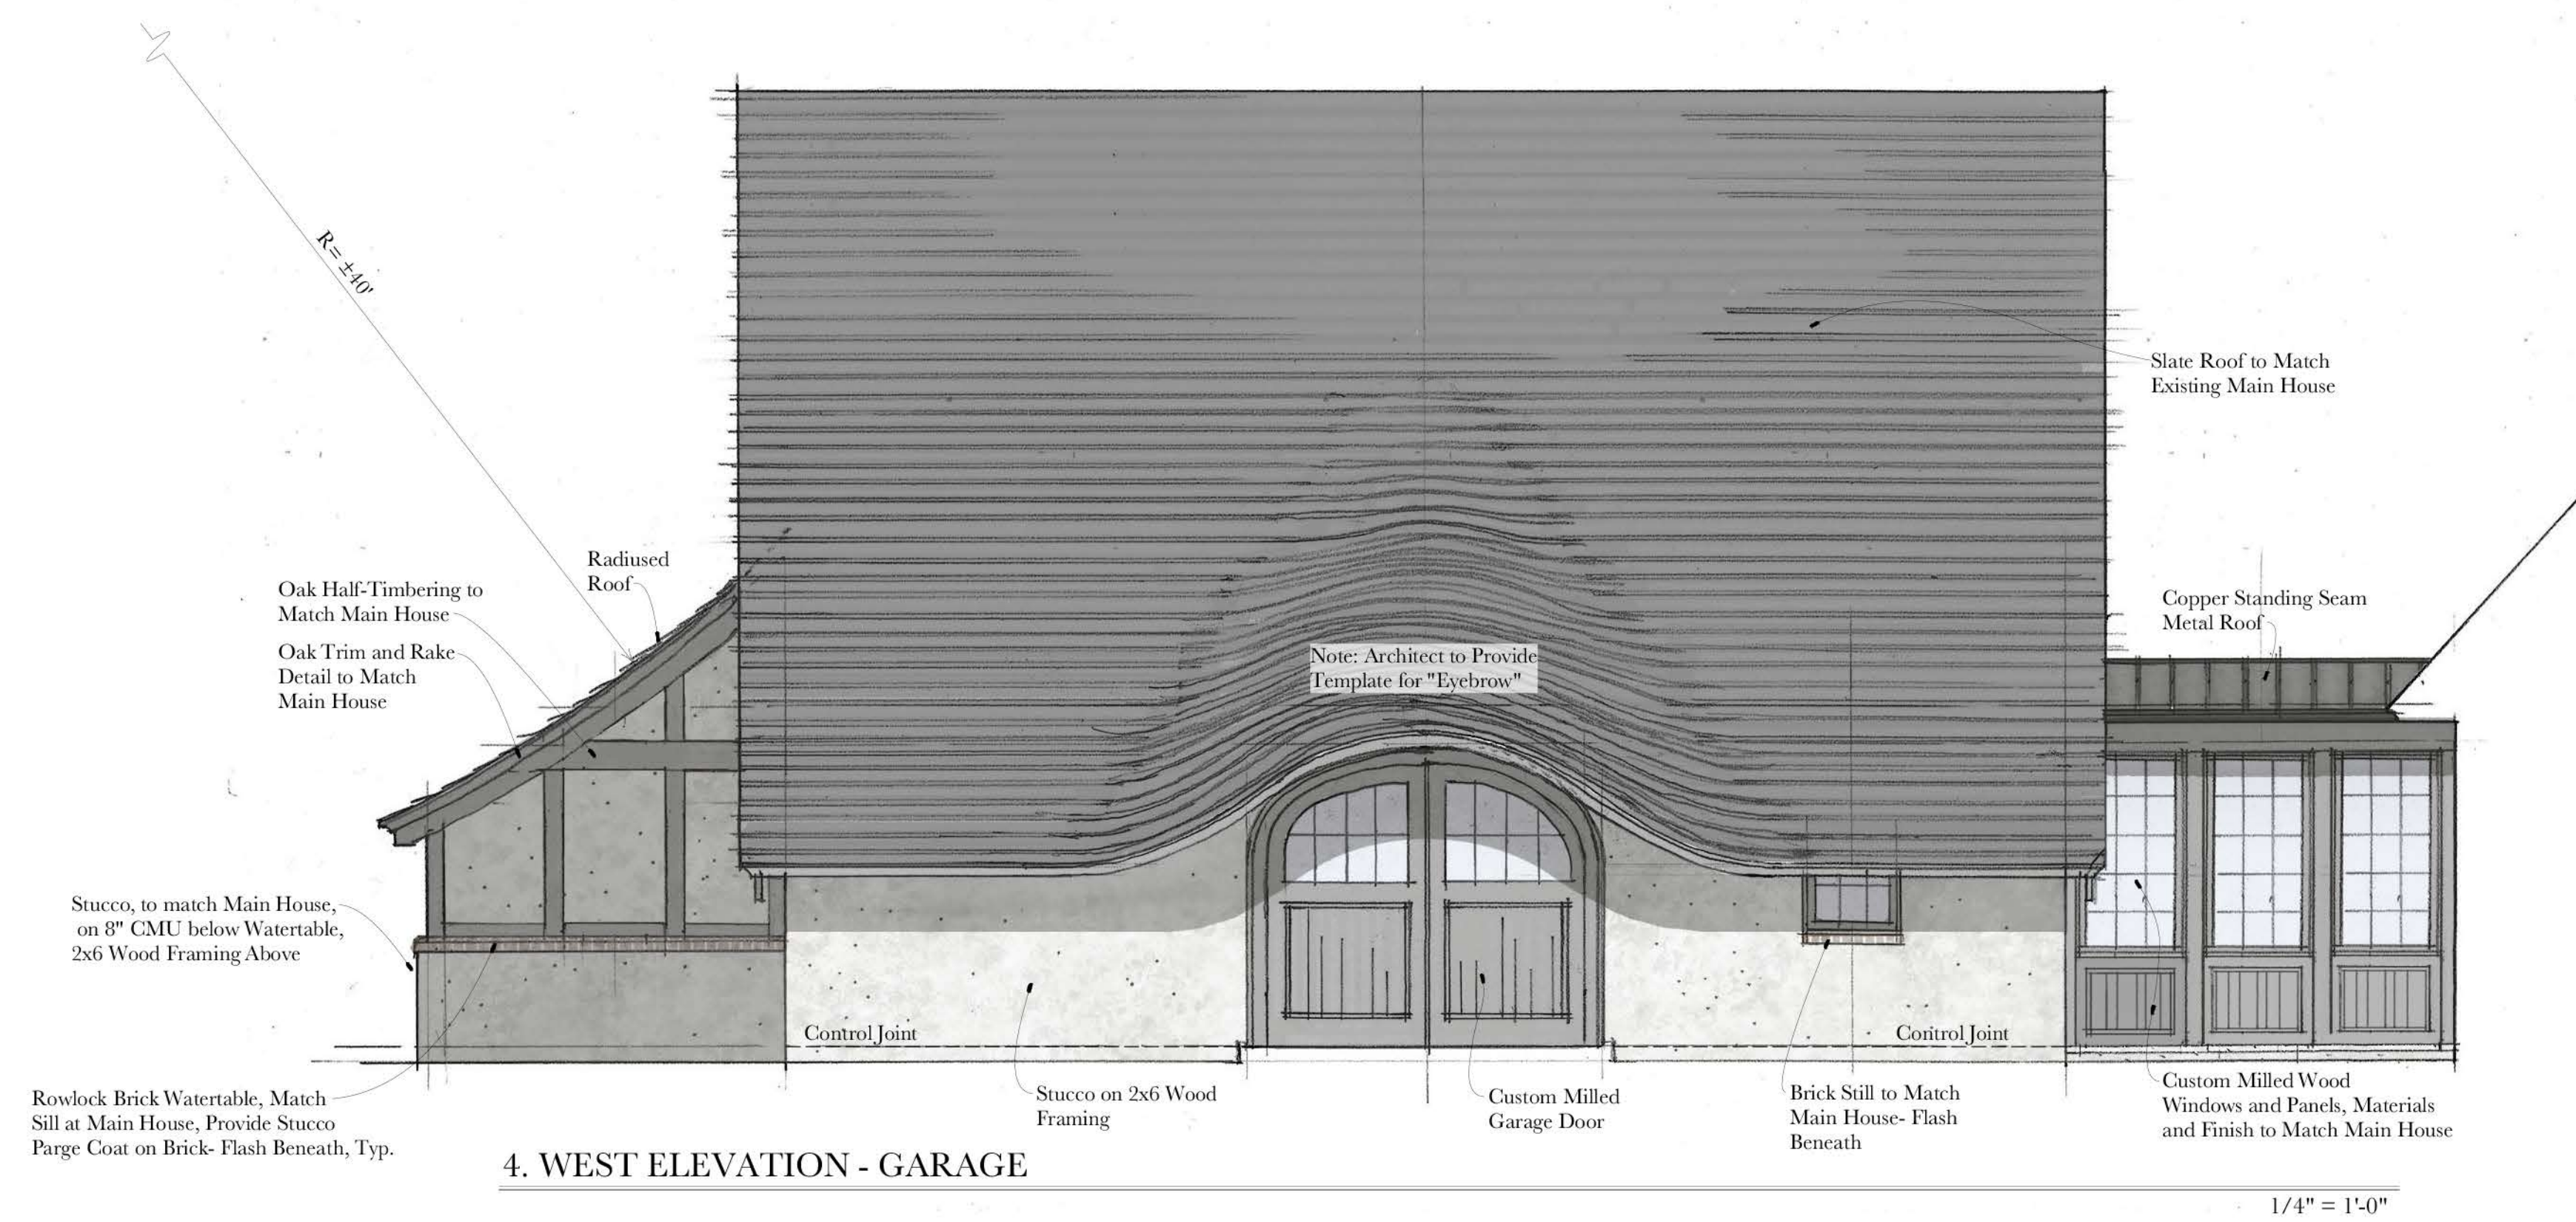 R= ±40'
Slate Roof to Match
Existing Main House
Radiused
Roof
Oak Half-Timbering to
Match Main House
Oak Trim and Rake
Detail to Match
Main House
Copper Standing Seam
Metal Roof
Note: Architect to Provide
Template for "Eyebrow"
Stucco, to match Main House,
on 8" CMU below Watertable,
2x6 Wood Framing Above
Control Joint
Control Joint
Rowlock Brick Watertable, Match
Sill at Main House, Provide Stucco
Parge Coat on Brick- Flash Beneath, Typ.
Stucco on 2x6 Wood
Framing
Custom Milled
Garage Door
Brick Still to Match
Main House- Flash
Beneath
Custom Milled Wood
Windows and Panels, Materials
and Finish to Match Main House
4. WEST ELEVATION - GARAGE
1/4" = 1'-0"